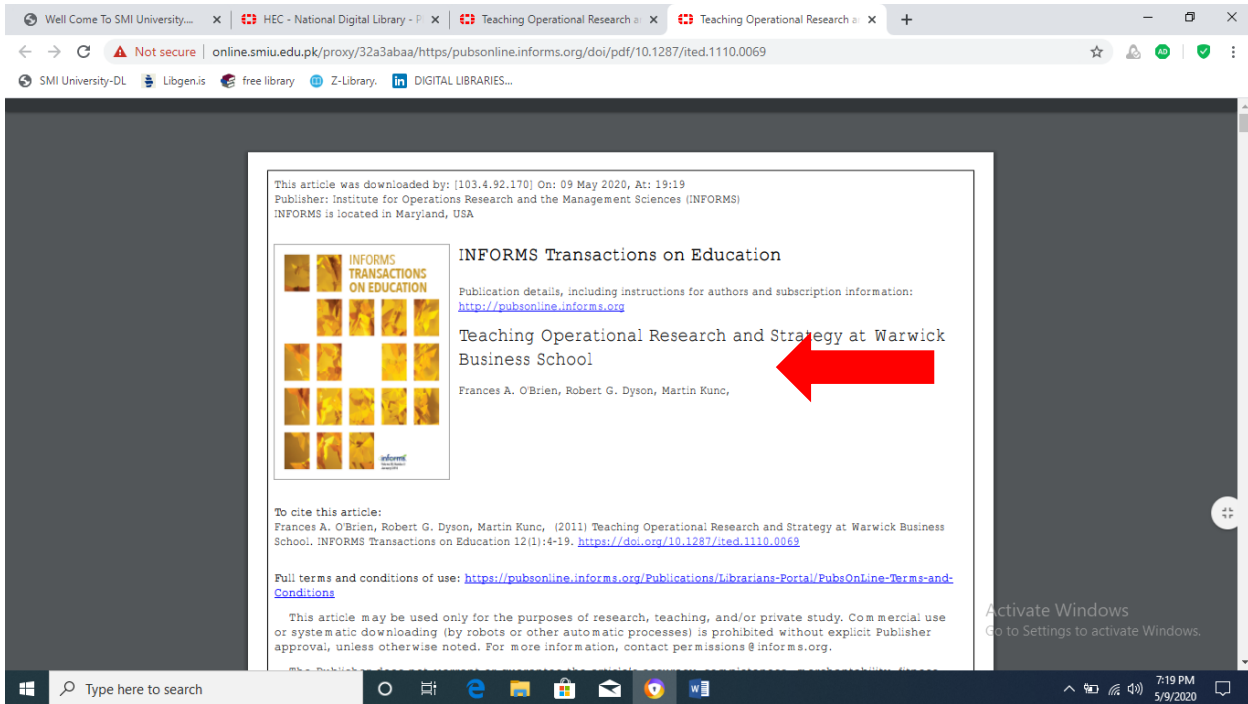 Well Come To SMI University....
HEC - National Digital Library - P
Teaching Operational Research a
Teaching Operational Research a
Not secure
online.smiu.edu.pk/proxy/32a3abaa/https/pubsonline.informs.org/doi/pdf/10.1287/ited.1110.0069
AD
SMI University-DL Libgen.is free library Z-Library. in DIGITAL LIBRARIES...
This article was downloaded by: [103.4.92.170] On: 09 May 2020, At: 19:19
Publisher: Institute for Operations Research and the Management Sciences (INFORMS)
INFORMS is located in Maryland, USA
INFORMS
TRANSACTIONS
ON EDUCATION
informs
INFORMS Transactions on Education
Publication details, including instructions for authors and subscription information:
http://pubsonline.informs.org
Teaching Operational Research and Strategy at Warwick
Business School
Frances A. O'Brien, Robert G. Dyson, Martin Kunc,
To cite this article:
Frances A. O'Brien, Robert G. Dyson, Martin Kunc, (2011) Teaching Operational Research and Strategy at Warwick Business
School. INFORMS Transactions on Education 12(1):4-19. https://doi.org/10.1287/ited.1110.0069
Full terms and conditions of use: https://pubsonline.informs.org/Publications/Librarians-Portal/PubsOnLine-Terms-and-
Conditions
This article may be used only for the purposes of research, teaching, and/or private study. Commercial use
or systematic downloading (by robots or other automatic processes) is prohibited without explicit Publisher
approval, unless otherwise noted. For more information, contact permissions@informs.org.
Activate Windows
Go to Settings to activate Windows.
Type here to search
7:19 PM
5/9/2020